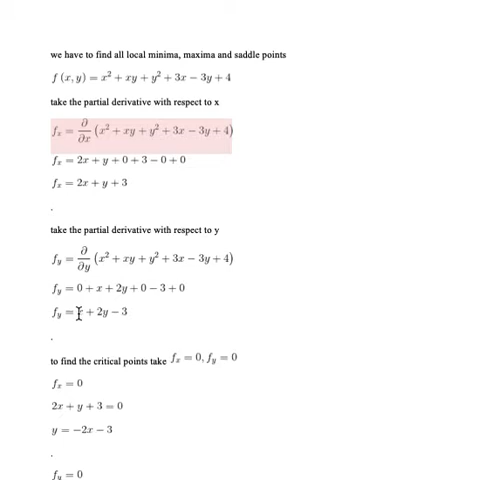 we have to find all local minima, maxima and saddle points
f (x, y) = x² + xy + y² + 3x − 3y + 4
take the partial derivative with respect to x
fₓ = ∂/∂x (x² + xy + y² + 3x − 3y + 4)
fₓ = 2x + y + 0 + 3 − 0 + 0
fₓ = 2x + y + 3
.
take the partial derivative with respect to y
f_y = ∂/∂y (x² + xy + y² + 3x − 3y + 4)
f_y = 0 + x + 2y + 0 − 3 + 0
f_y = + 2y − 3
.
to find the critical points take fₓ = 0, f_y = 0
fₓ = 0
2x + y + 3 = 0
y = −2x − 3
.
f_y = 0